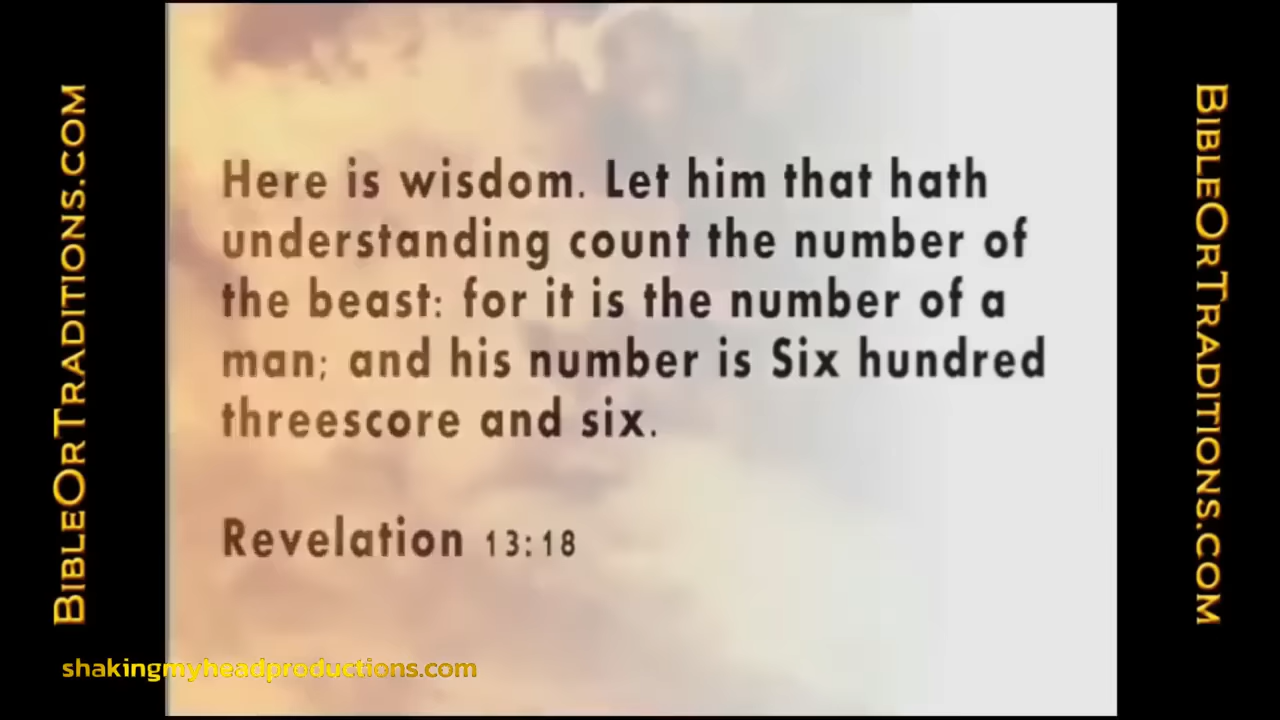 BIBLEORTRADITIONS.COM
Here is wisdom. Let him that hath
understanding count the number of
the beast: for it is the number of a
man; and his number is Six hundred
threescore and six.
Revelation 13:18
shakingmyheadproductions.com
BIBLEORTRADITIONS.COM